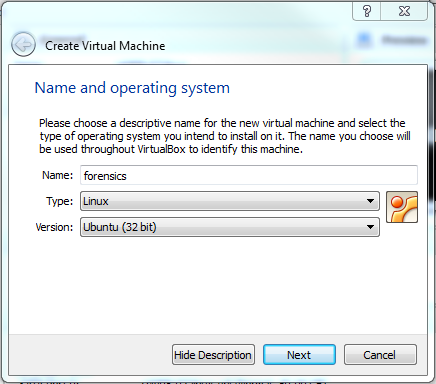 Create Virtual Machine
Name and operating system
Please choose a descriptive name for the new virtual machine and select the
type of operating system you intend to install on it. The name you choose will
be used throughout VirtualBox to identify this machine.
Name: forensics
Type: Linux
Version: Ubuntu (32 bit)
Hide Description Next Cancel